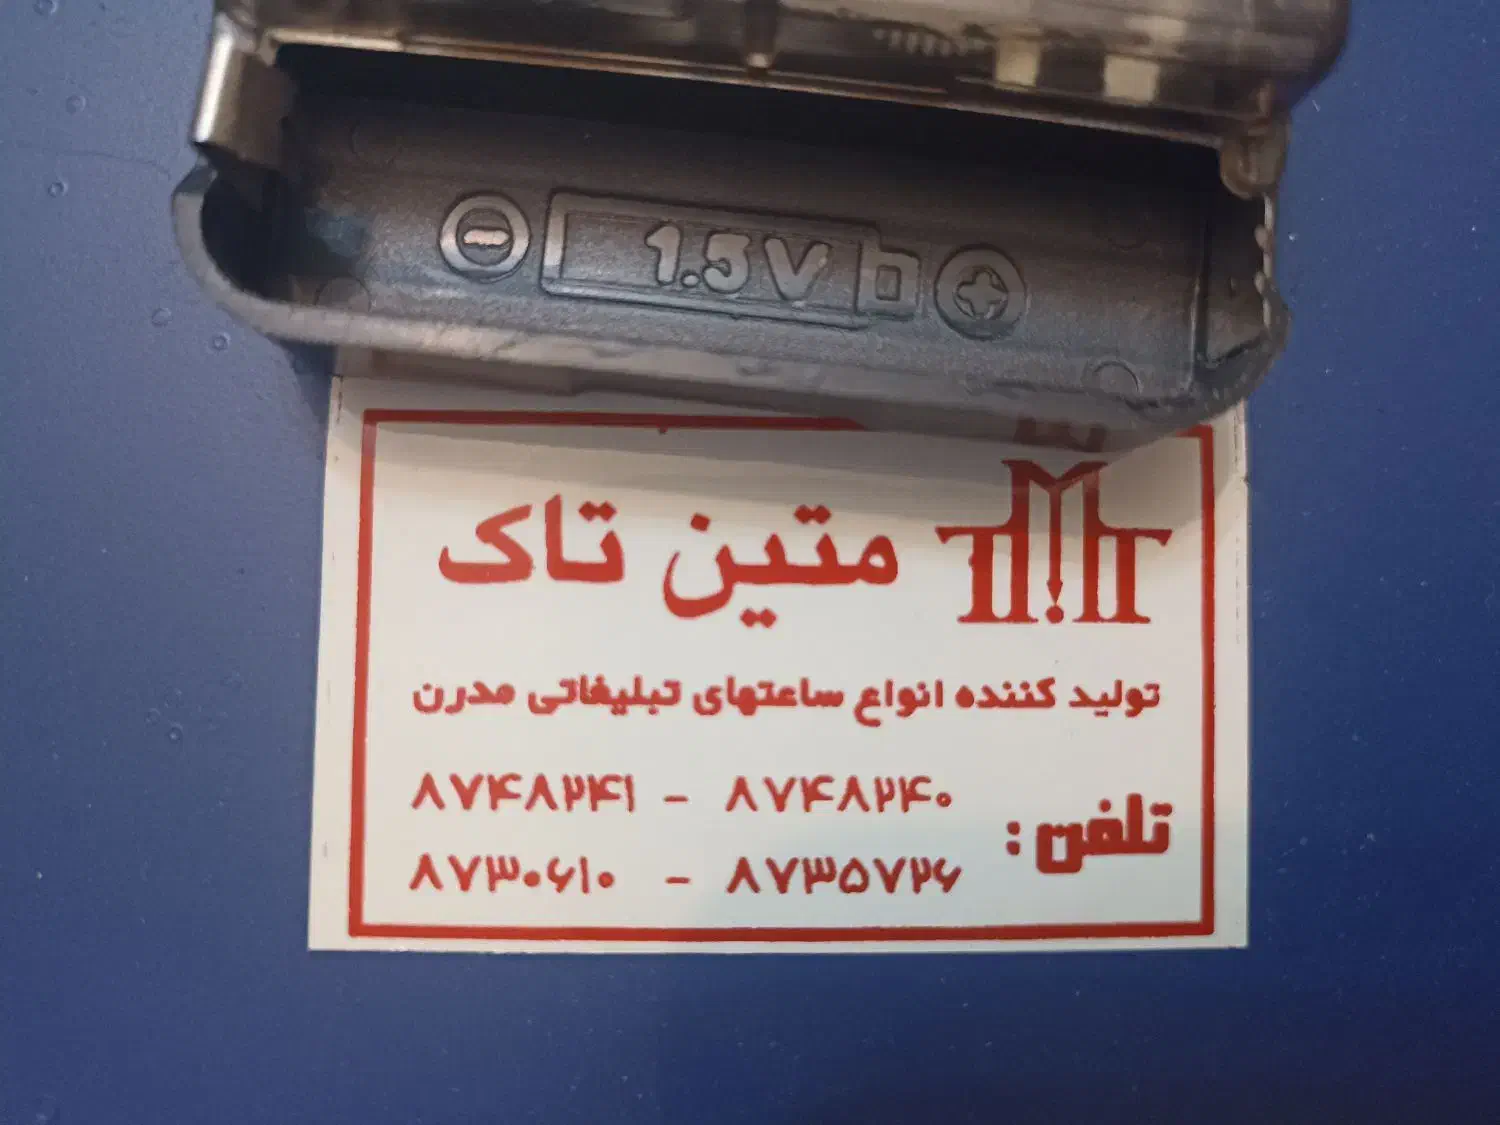 1.5V
متین تاک
تولید کننده انواع ساعتهای تبلیغاتی مدرن
تلفن:
۸۷۴۸۲۴۰ - ۸۷۴۸۲۴۱
۸۷۳۵۷۲۶ - ۸۷۳۰۶۱۰